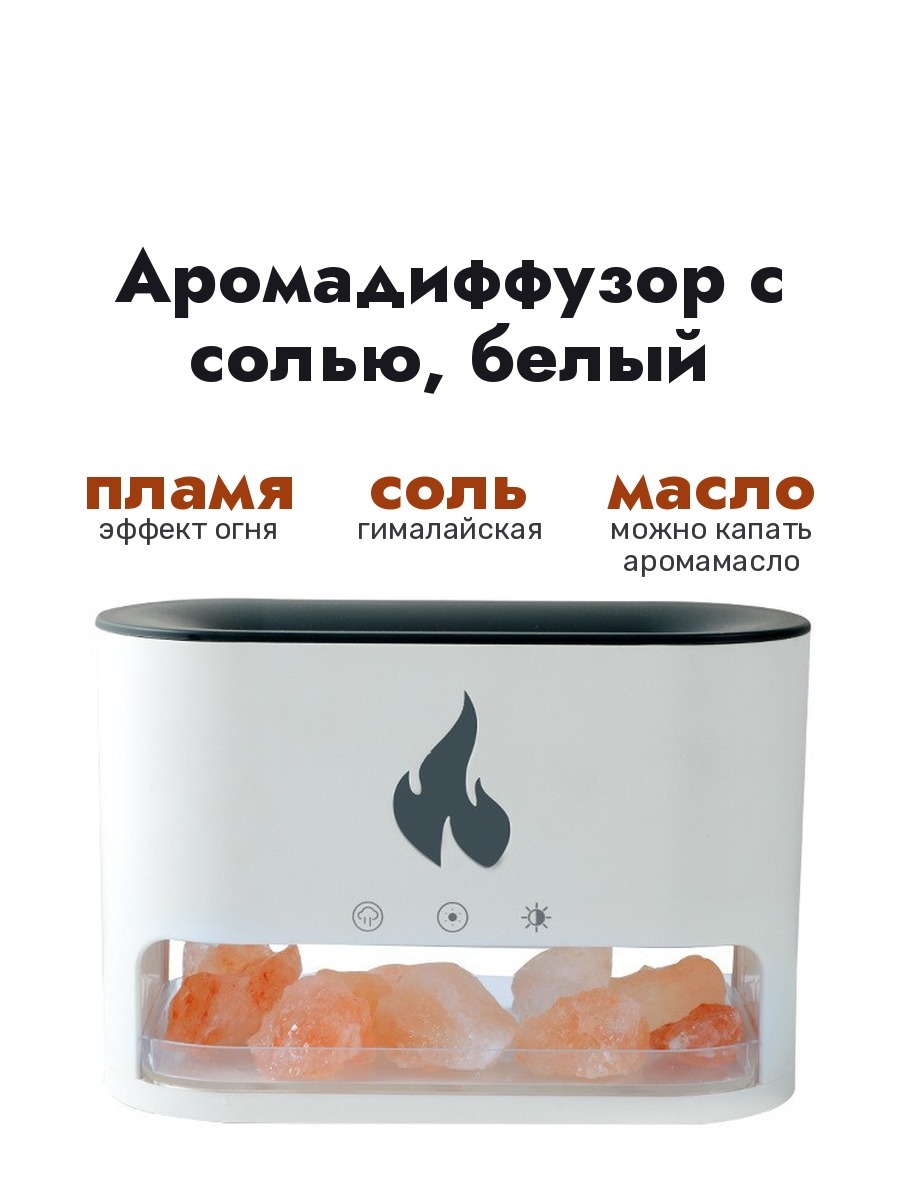 Аромадиффузор с
солью, белый
пламя
эффект огня
соль
гималайская
масло
можно капать
аромамасло